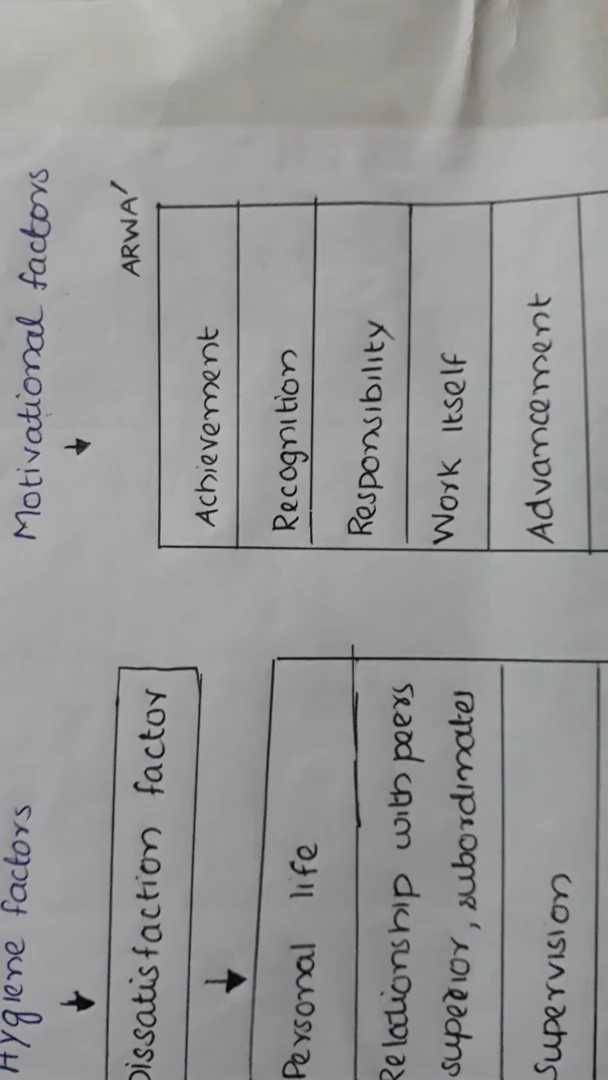 Hygiene factors
Dissatisfaction factor
Personal life
Relationship with peers
superior, subordinates
Supervision
Motivational factors
ARWA'
Achievement
Recognition
Responsibility
Work Itself
Advancement